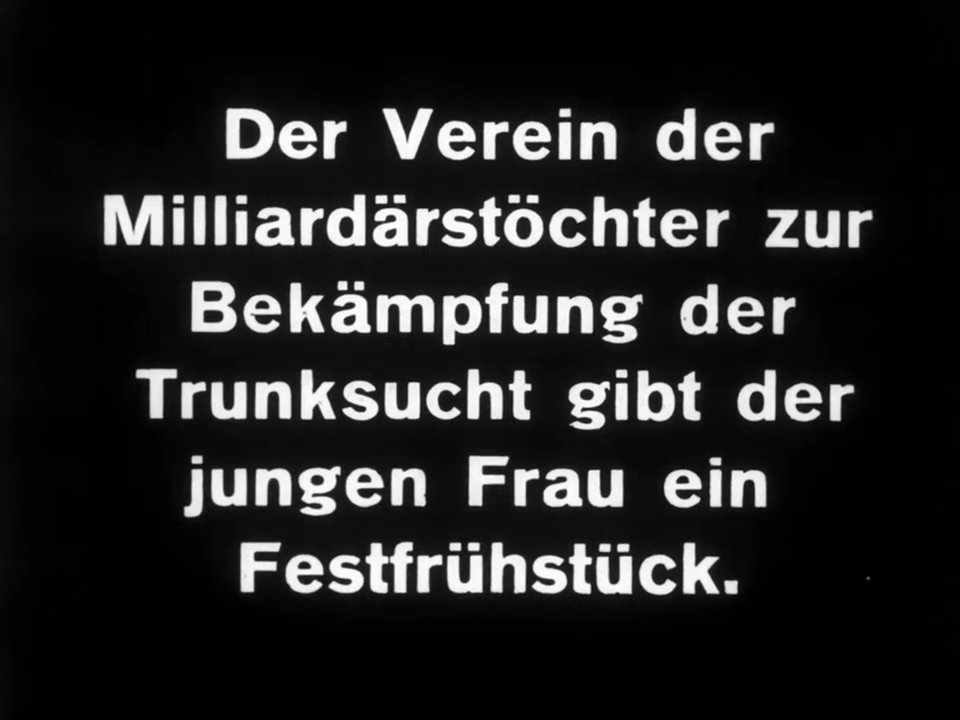 Der Verein der
Milliardärstöchter zur
Bekämpfung der
Trunksucht gibt der
jungen Frau ein
Festfrühstück.